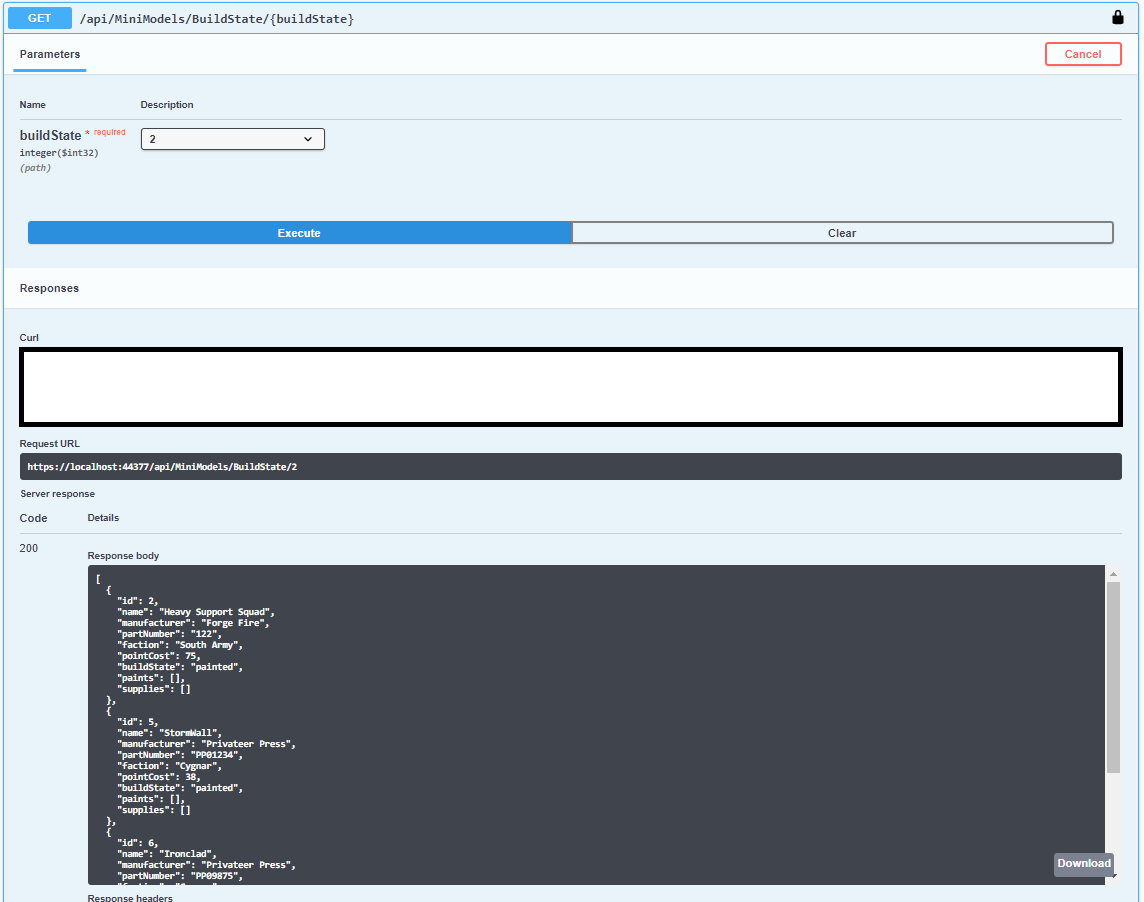 GET /api/MiniModels/BuildState/{buildState}
Parameters
Cancel
Name Description
buildState * required
2
integer($int32)
(path)
Execute Clear
Responses
Curl
Request URL
https://localhost:44377/api/MiniModels/BuildState/2
Server response
Code Details
200
Response body
[
  {
    "id": 2,
    "name": "Heavy Support Squad",
    "manufacturer": "Forge Fire",
    "partNumber": "122",
    "faction": "South Army",
    "pointCost": 75,
    "buildState": "painted",
    "paints": [],
    "supplies": []
  },
  {
    "id": 5,
    "name": "StormWall",
    "manufacturer": "Privateer Press",
    "partNumber": "PP01234",
    "faction": "Cygnar",
    "pointCost": 38,
    "buildState": "painted",
    "paints": [],
    "supplies": []
  },
  {
    "id": 6,
    "name": "Ironclad",
    "manufacturer": "Privateer Press",
    "partNumber": "PP09875",
Download
Response headers